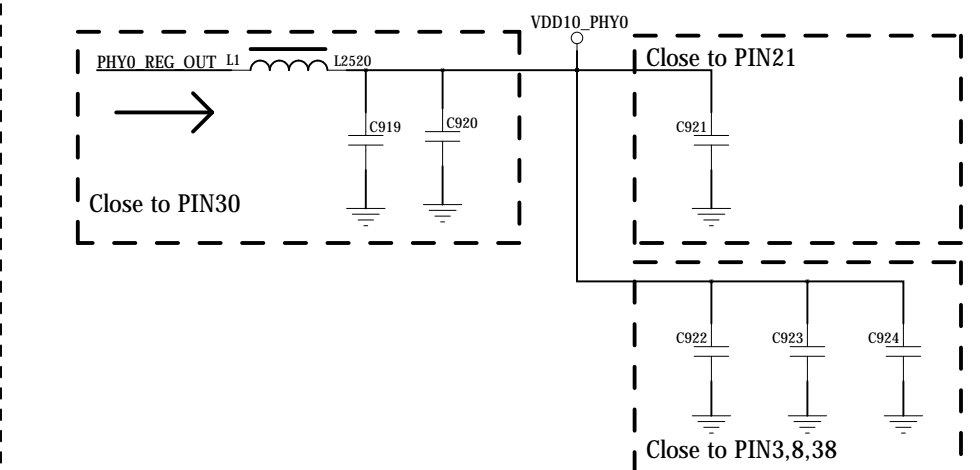 VDD10_PHY0
PHY0_REG_OUT L1 L2520
Close to PIN21
C919
C920
C921
Close to PIN30
C922
C923
C924
Close to PIN3,8,38